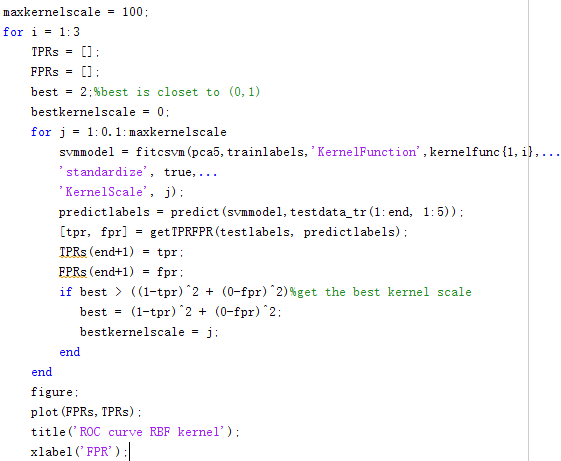 maxkernelscale = 100;
for i = 1:3
TPRs = [];
FPRs = [];
best = 2;%best is closet to (0,1)
bestkernelscale = 0;
for j = 1:0.1:maxkernelscale
svmmodel = fitcsvm(pca5,trainlabels,'KernelFunction',kernelfunc{1,i},...
'standardize', true,...
'KernelScale', j);
predictlabels = predict(svmmodel,testdata_tr(1:end, 1:5));
[tpr, fpr] = getTPRFPR(testlabels, predictlabels);
TPRs(end+1) = tpr;
FPRs(end+1) = fpr;
if best > ((1-tpr)^2 + (0-fpr)^2)%get the best kernel scale
best = (1-tpr)^2 + (0-fpr)^2;
bestkernelscale = j;
end
end
figure;
plot(FPRs,TPRs);
title('ROC curve RBF kernel');
xlabel('FPR');